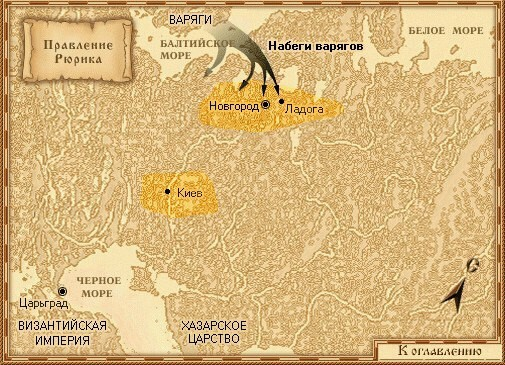 ВАРЯГИ
Правление
Рюрика
БАЛТИЙСКОЕ
МОРЕ
Набеги варягов
БЕЛОЕ МОРЕ
Новгород
Ладога
Киев
ЧЕРНОЕ
МОРЕ
Царьград
ВИЗАНТИЙСКАЯ
ИМПЕРИЯ
ХАЗАРСКОЕ
ЦАРСТВО
С
К оглавлению